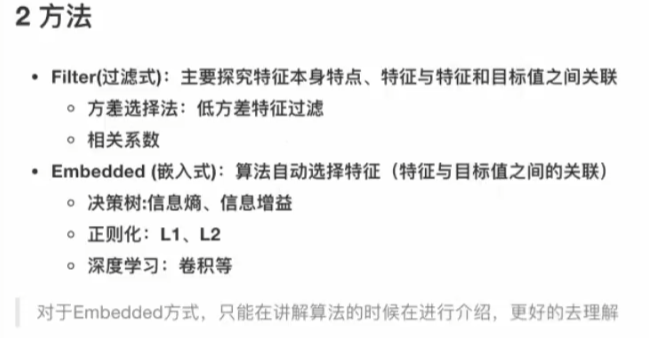 2 方法
Filter(过滤式)：主要探究特征本身特点、特征与特征和目标值之间关联
方差选择法：低方差特征过滤
相关系数
Embedded (嵌入式)：算法自动选择特征（特征与目标值之间的关联）
决策树:信息熵、信息增益
正则化：L1、L2
深度学习：卷积等
对于Embedded方式，只能在讲解算法的时候在进行介绍，更好的去理解